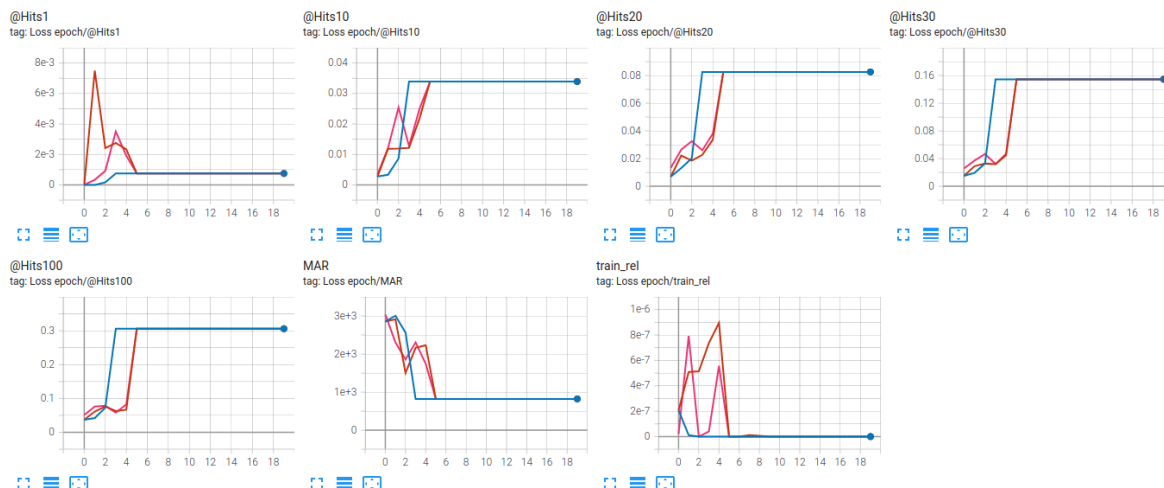 @Hits1
tag: Loss epoch/@Hits1
8e-3
6e-3
4e-3
2e-3
0
0 2 4 6 8 10 12 14 16 18
@Hits10
tag: Loss epoch/@Hits10
0.04
0.03
0.02
0.01
0
0 2 4 6 8 10 12 14 16 18
@Hits20
tag: Loss epoch/@Hits20
0.08
0.06
0.04
0.02
0
0 2 4 6 8 10 12 14 16 18
@Hits30
tag: Loss epoch/@Hits30
0.16
0.12
0.08
0.04
0
0 2 4 6 8 10 12 14 16 18
@Hits100
tag: Loss epoch/@Hits100
0.3
0.2
0.1
0
0 2 4 6 8 10 12 14 16 18
MAR
tag: Loss epoch/MAR
3e+3
2e+3
1e+3
0
0 2 4 6 8 10 12 14 16 18
train_rel
tag: Loss epoch/train_rel
1e-6
8e-7
6e-7
4e-7
2e-7
0
0 2 4 6 8 10 12 14 16 18